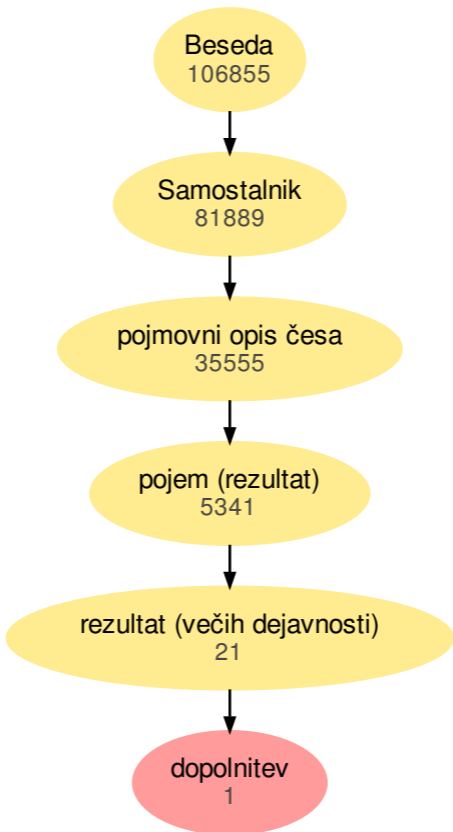 Beseda
106855
Samostalnik
81889
pojmovni opis česa
35555
pojem (rezultat)
5341
rezultat (večih dejavnosti)
21
dopolnitev
1